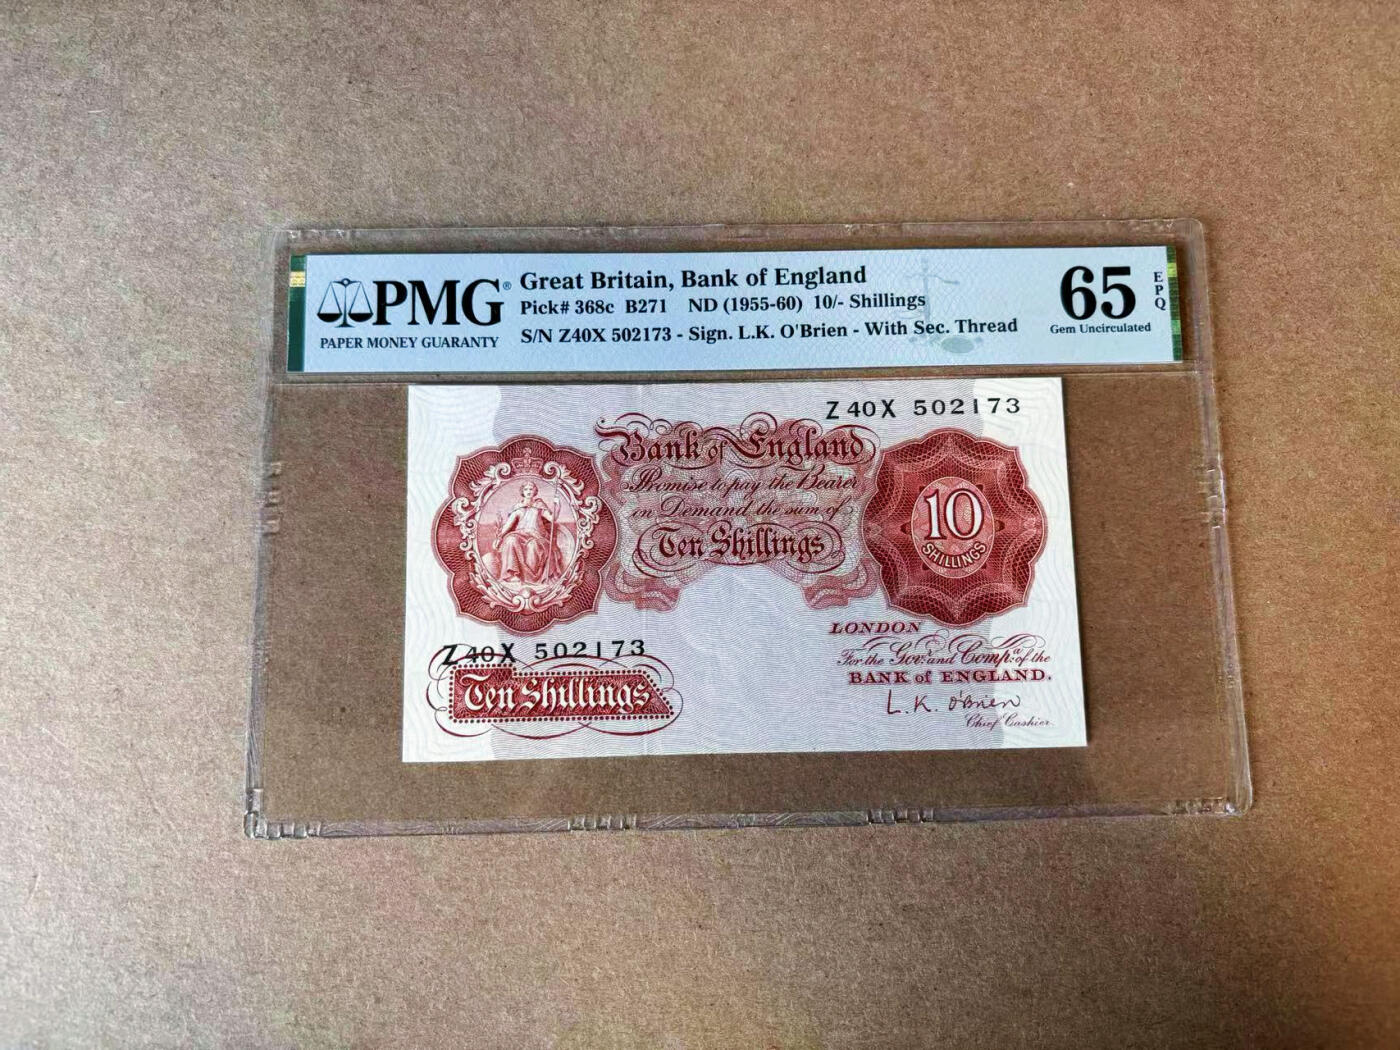 PMG®
PAPER MONEY GUARANTY
Great Britain, Bank of England
Pick# 368c B271 ND (1955-60) 10/- Shillings
S/N Z40X 502173 - Sign. L.K. O'Brien - With Sec. Thread
65
EPQ
Gem Uncirculated
Z40X 502173
Bank of England
Promise to pay the Bearer
on Demand the sum of
Ten Shillings
10
SHILLINGS
LONDON
For the Govr. and Compa. of the
BANK of ENGLAND.
L.K. O'Brien
Chief Cashier.
Z40X 502173
Ten Shillings